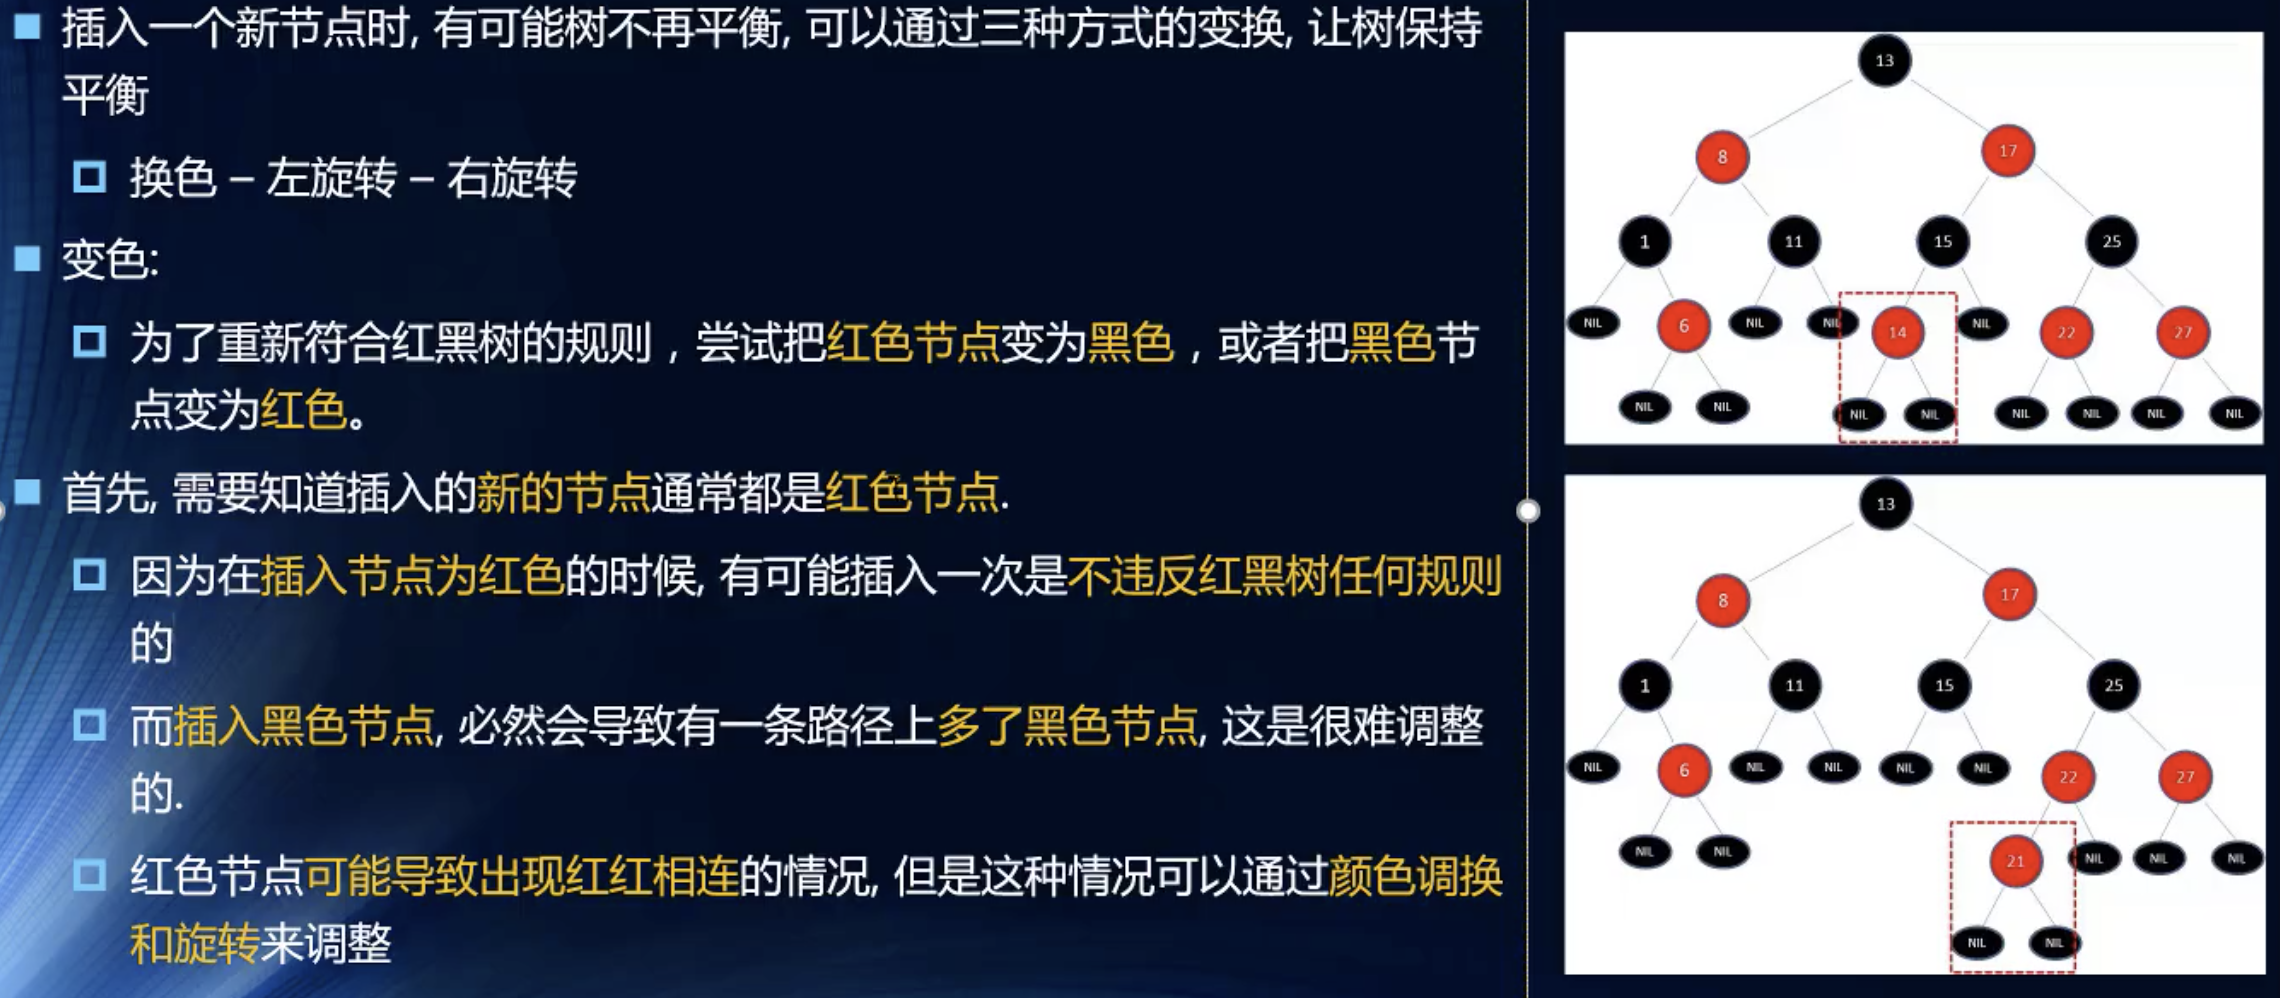 插入一个新节点时, 有可能树不再平衡, 可以通过三种方式的变换, 让树保持
平衡
换色 – 左旋转 – 右旋转
变色:
为了重新符合红黑树的规则，尝试把红色节点变为黑色，或者把黑色节
点变为红色。
首先, 需要知道插入的新的节点通常都是红色节点.
因为在插入节点为红色的时候, 有可能插入一次是不违反红黑树任何规则
的
而插入黑色节点, 必然会导致有一条路径上多了黑色节点, 这是很难调整
的.
红色节点可能导致出现红红相连的情况, 但是这种情况可以通过颜色调换
和旋转来调整
13
8 17
1 11 15 25
NIL 6 NIL NIL 14 NIL 22 27
NIL NIL NIL NIL NIL NIL NIL NIL
13
8 17
1 11 15 25
NIL 6 NIL NIL NIL NIL 22 27
NIL NIL 21 NIL NIL NIL
NIL NIL